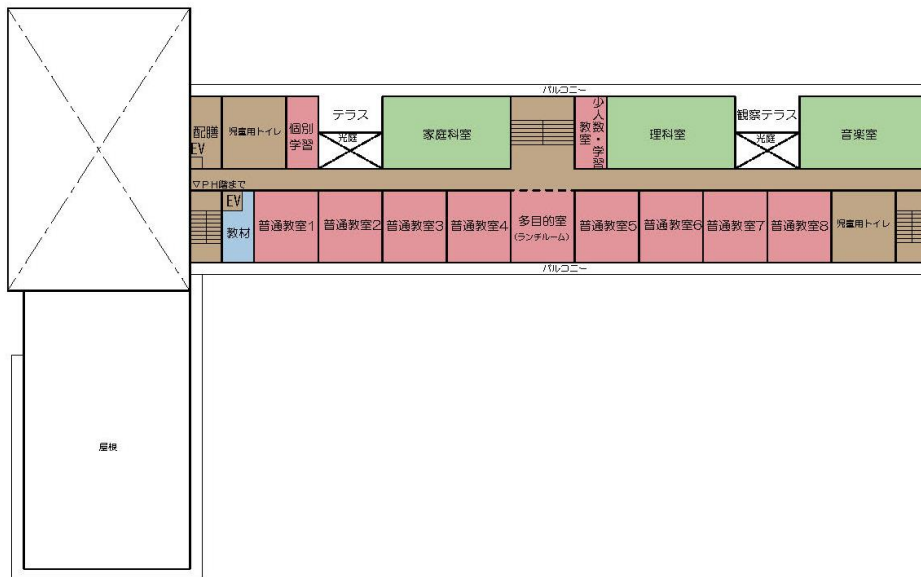 バルコニー
配膳
EV
児童用トイレ
個別
学習
テラス
光庭
家庭科室
少人数・学習
教室
理科室
観察テラス
光庭
音楽室
▽PH階まで
EV
教材
普通教室1
普通教室2
普通教室3
普通教室4
多目的室
(ランチルーム)
普通教室5
普通教室6
普通教室7
普通教室8
児童用トイレ
バルコニー
屋根